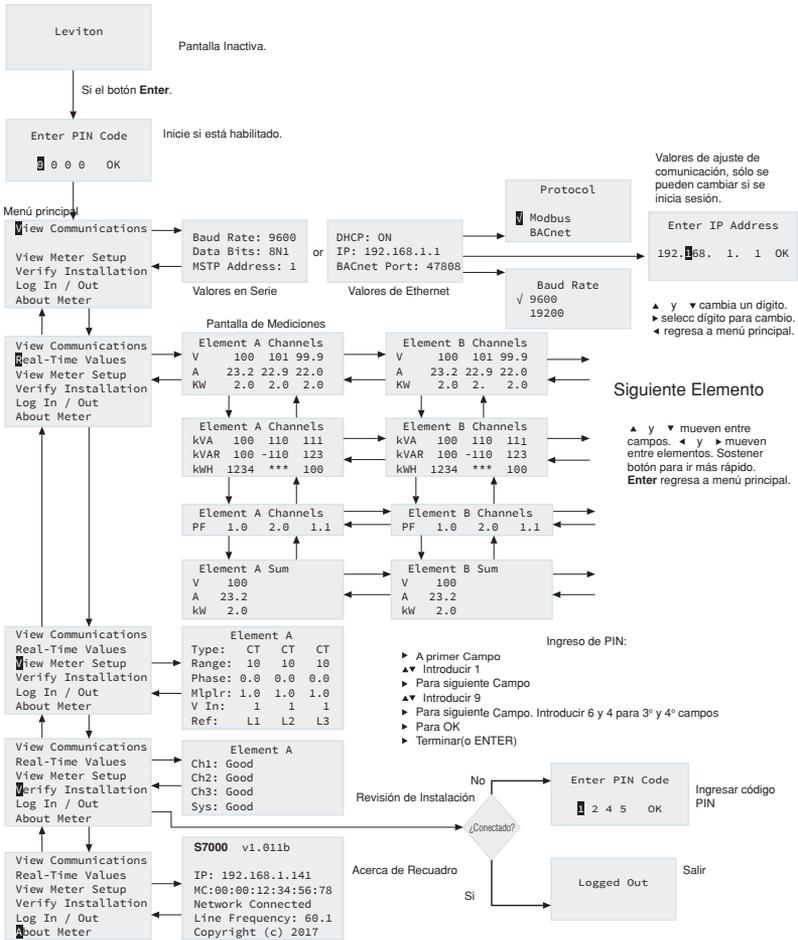 Leviton
Pantalla Inactiva.
Si el botón Enter.
Enter PIN Code
0 0 0 0 OK
Inicie si está habilitado.
Menú principal
View Communications
View Meter Setup
Verify Installation
Log In / Out
About Meter
Baud Rate: 9600
Data Bits: 8N1
MSTP Address: 1
Valores en Serie
or
DHCP: ON
IP: 192.168.1.1
BACnet Port: 47808
Valores de Ethernet
Protocol
√ Modbus
BACnet
Baud Rate
√ 9600
19200
Valores de ajuste de
comunicación, sólo se
pueden cambiar si se
inicia sesión.
Enter IP Address
192.168. 1. 1 OK
▲ y ▼ cambia un dígito.
► selecc dígito para cambio.
◄ regresa a menú principal.
View Communications
Real-Time Values
View Meter Setup
Verify Installation
Log In / Out
About Meter
Pantalla de Mediciones
Element A Channels
V 100 101 99.9
A 23.2 22.9 22.0
KW 2.0 2.0 2.0
Element B Channels
V 100 101 99.9
A 23.2 22.9 22.0
KW 2.0 2. 2.0
Siguiente Elemento
Element A Channels
kVA 100 110 111
kVAR 100 -110 123
kWH 1234 *** 100
Element B Channels
kVA 100 110 111
kVAR 100 -110 123
kWH 1234 *** 100
▲ y ▼ mueven entre
campos. ◄ y ► mueven
entre elementos. Sostener
botón para ir más rápido.
Enter regresa a menú principal.
Element A Channels
PF 1.0 2.0 1.1
Element B Channels
PF 1.0 2.0 1.1
Element A Sum
V 100
A 23.2
kW 2.0
Element B Sum
V 100
A 23.2
kW 2.0
View Communications
Real-Time Values
View Meter Setup
Verify Installation
Log In / Out
About Meter
Element A
Type: CT CT CT
Range: 10 10 10
Phase: 0.0 0.0 0.0
Mlplr: 1.0 1.0 1.0
V In: 1 1 1
Ref: L1 L2 L3
Ingreso de PIN:
► A primer Campo
▲▼ Introducir 1
► Para siguiente Campo
▲▼ Introducir 9
► Para siguiente Campo. Introducir 6 y 4 para 3º y 4º campos
► Para OK
► Terminar(o ENTER)
View Communications
Real-Time Values
View Meter Setup
Verify Installation
Log In / Out
About Meter
Element A
Ch1: Good
Ch2: Good
Ch3: Good
Sys: Good
Revisión de Instalación
¿Conectado?
No
Enter PIN Code
1 2 4 5 OK
Ingresar código
PIN
Si
Logged Out
Salir
View Communications
Real-Time Values
View Meter Setup
Verify Installation
Log In / Out
About Meter
S7000 v1.011b
IP: 192.168.1.141
MC:00:00:12:34:56:78
Network Connected
Line Frequency: 60.1
Copyright (c) 2017
Acerca de Recuadro